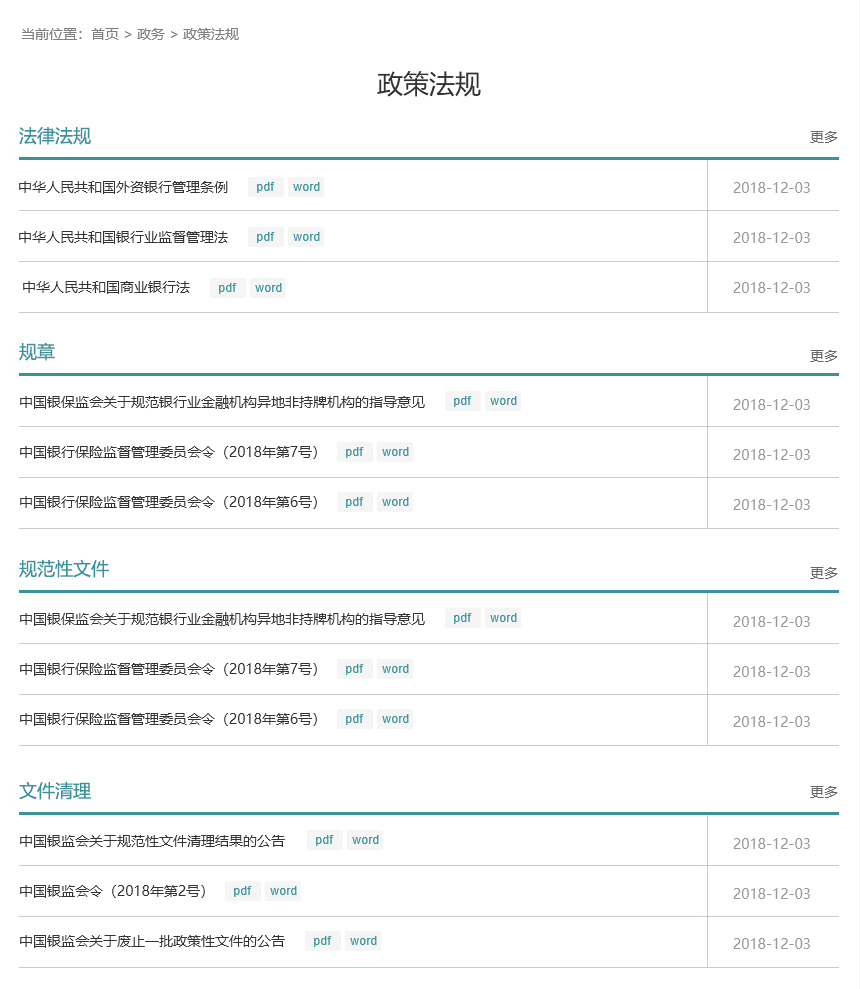 当前位置：首页 > 政务 > 政策法规
政策法规
法律法规 更多
中华人民共和国外资银行管理条例 pdf word 2018-12-03
中华人民共和国银行业监督管理法 pdf word 2018-12-03
中华人民共和国商业银行法 pdf word 2018-12-03
规章 更多
中国银保监会关于规范银行业金融机构异地非持牌机构的指导意见 pdf word 2018-12-03
中国银行保险监督管理委员会令（2018年第7号） pdf word 2018-12-03
中国银行保险监督管理委员会令（2018年第6号） pdf word 2018-12-03
规范性文件 更多
中国银保监会关于规范银行业金融机构异地非持牌机构的指导意见 pdf word 2018-12-03
中国银行保险监督管理委员会令（2018年第7号） pdf word 2018-12-03
中国银行保险监督管理委员会令（2018年第6号） pdf word 2018-12-03
文件清理 更多
中国银监会关于规范性文件清理结果的公告 pdf word 2018-12-03
中国银监会令（2018年第2号） pdf word 2018-12-03
中国银监会关于废止一批政策性文件的公告 pdf word 2018-12-03